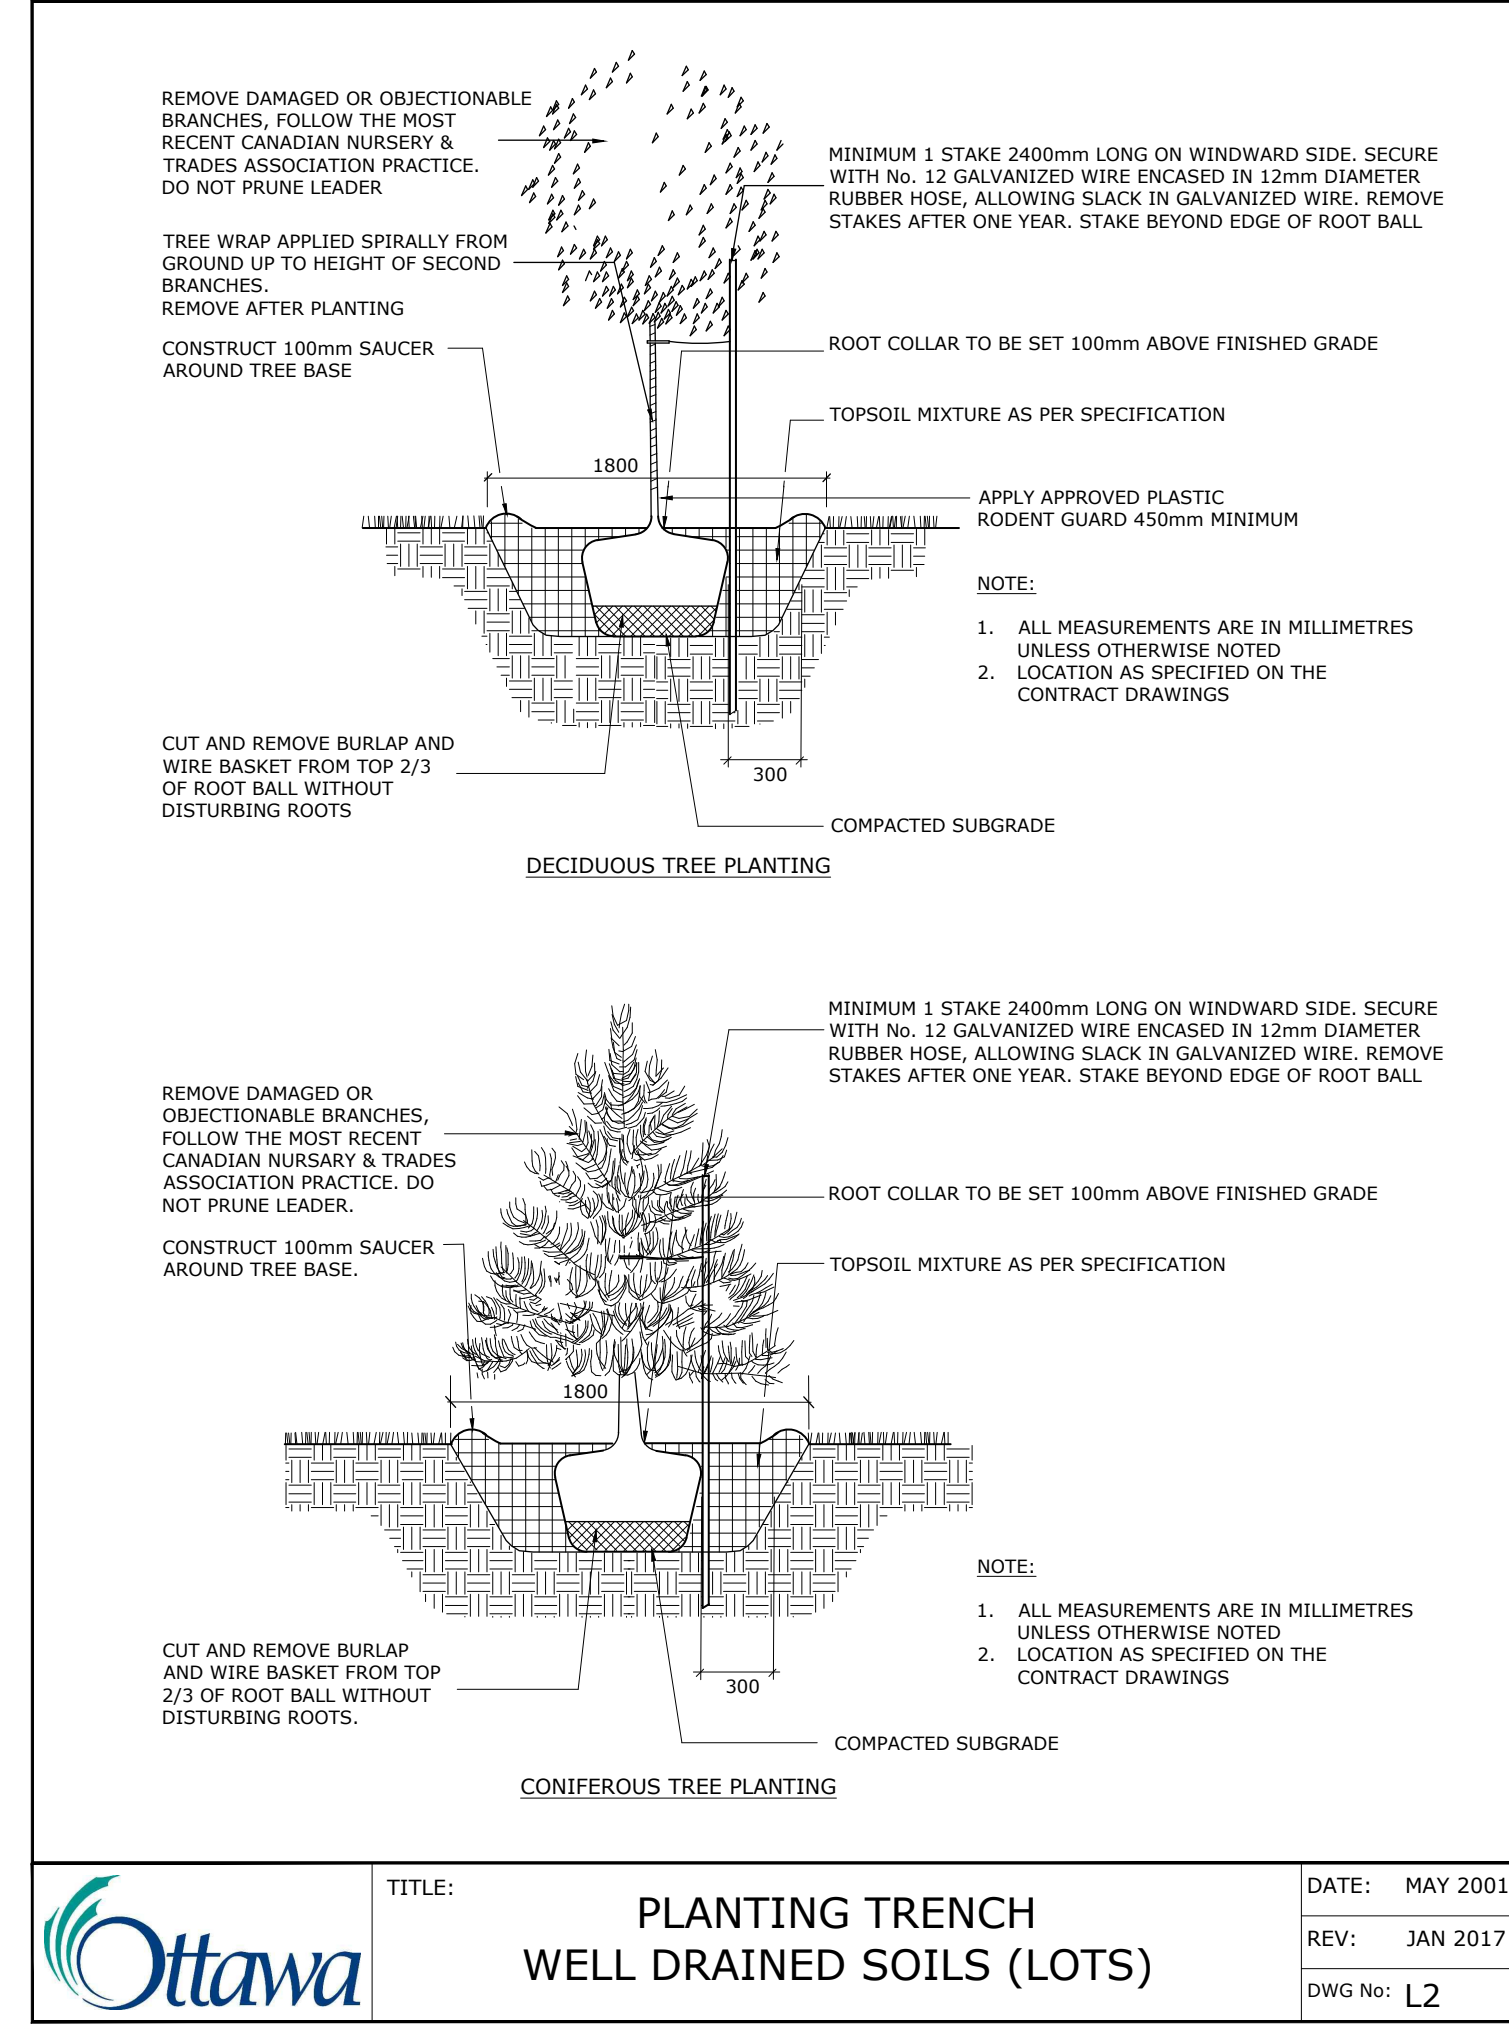 REMOVE DAMAGED OR OBJECTIONABLE
BRANCHES, FOLLOW THE MOST
RECENT CANADIAN NURSERY &
TRADES ASSOCIATION PRACTICE.
DO NOT PRUNE LEADER
MINIMUM 1 STAKE 2400mm LONG ON WINDWARD SIDE. SECURE
WITH No. 12 GALVANIZED WIRE ENCASED IN 12mm DIAMETER
RUBBER HOSE, ALLOWING SLACK IN GALVANIZED WIRE. REMOVE
STAKES AFTER ONE YEAR. STAKE BEYOND EDGE OF ROOT BALL
TREE WRAP APPLIED SPIRALLY FROM
GROUND UP TO HEIGHT OF SECOND
BRANCHES.
REMOVE AFTER PLANTING
CONSTRUCT 100mm SAUCER
AROUND TREE BASE
ROOT COLLAR TO BE SET 100mm ABOVE FINISHED GRADE
TOPSOIL MIXTURE AS PER SPECIFICATION
1800
APPLY APPROVED PLASTIC
RODENT GUARD 450mm MINIMUM
NOTE:
1. ALL MEASUREMENTS ARE IN MILLIMETRES
UNLESS OTHERWISE NOTED
2. LOCATION AS SPECIFIED ON THE
CONTRACT DRAWINGS
CUT AND REMOVE BURLAP AND
WIRE BASKET FROM TOP 2/3
OF ROOT BALL WITHOUT
DISTURBING ROOTS
300
COMPACTED SUBGRADE
DECIDUOUS TREE PLANTING
MINIMUM 1 STAKE 2400mm LONG ON WINDWARD SIDE. SECURE
WITH No. 12 GALVANIZED WIRE ENCASED IN 12mm DIAMETER
RUBBER HOSE, ALLOWING SLACK IN GALVANIZED WIRE. REMOVE
STAKES AFTER ONE YEAR. STAKE BEYOND EDGE OF ROOT BALL
REMOVE DAMAGED OR
OBJECTIONABLE BRANCHES,
FOLLOW THE MOST RECENT
CANADIAN NURSARY & TRADES
ASSOCIATION PRACTICE. DO
NOT PRUNE LEADER.
ROOT COLLAR TO BE SET 100mm ABOVE FINISHED GRADE
CONSTRUCT 100mm SAUCER
AROUND TREE BASE.
TOPSOIL MIXTURE AS PER SPECIFICATION
1800
NOTE:
1. ALL MEASUREMENTS ARE IN MILLIMETRES
UNLESS OTHERWISE NOTED
2. LOCATION AS SPECIFIED ON THE
CONTRACT DRAWINGS
CUT AND REMOVE BURLAP
AND WIRE BASKET FROM TOP
2/3 OF ROOT BALL WITHOUT
DISTURBING ROOTS.
300
COMPACTED SUBGRADE
CONIFEROUS TREE PLANTING
Ottawa
TITLE:
PLANTING TRENCH
WELL DRAINED SOILS (LOTS)
DATE: MAY 2001
REV: JAN 2017
DWG No: L2